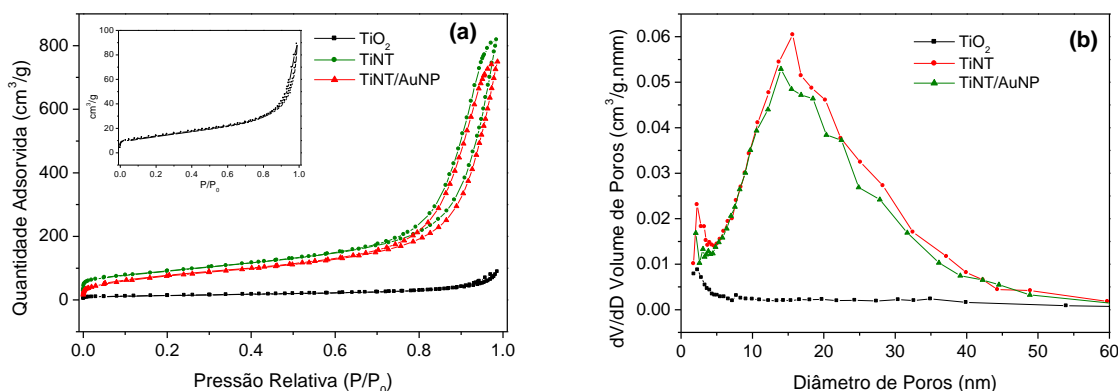 (a)
TiO2
TiNT
TiNT/AuNP
Quantidade Adsorvida (cm3/g)
800
600
400
200
0
0.0 0.2 0.4 0.6 0.8 1.0
Pressão Relativa (P/P0)
cm3/g
100
80
60
40
20
0
0.0 0.2 0.4 0.6 0.8 1.0
P/P0
(b)
TiO2
TiNT
TiNT/AuNP
dV/dD Volume de Poros (cm3/g.nmm)
0.06
0.05
0.04
0.03
0.02
0.01
0.00
0 10 20 30 40 50 60
Diâmetro de Poros (nm)